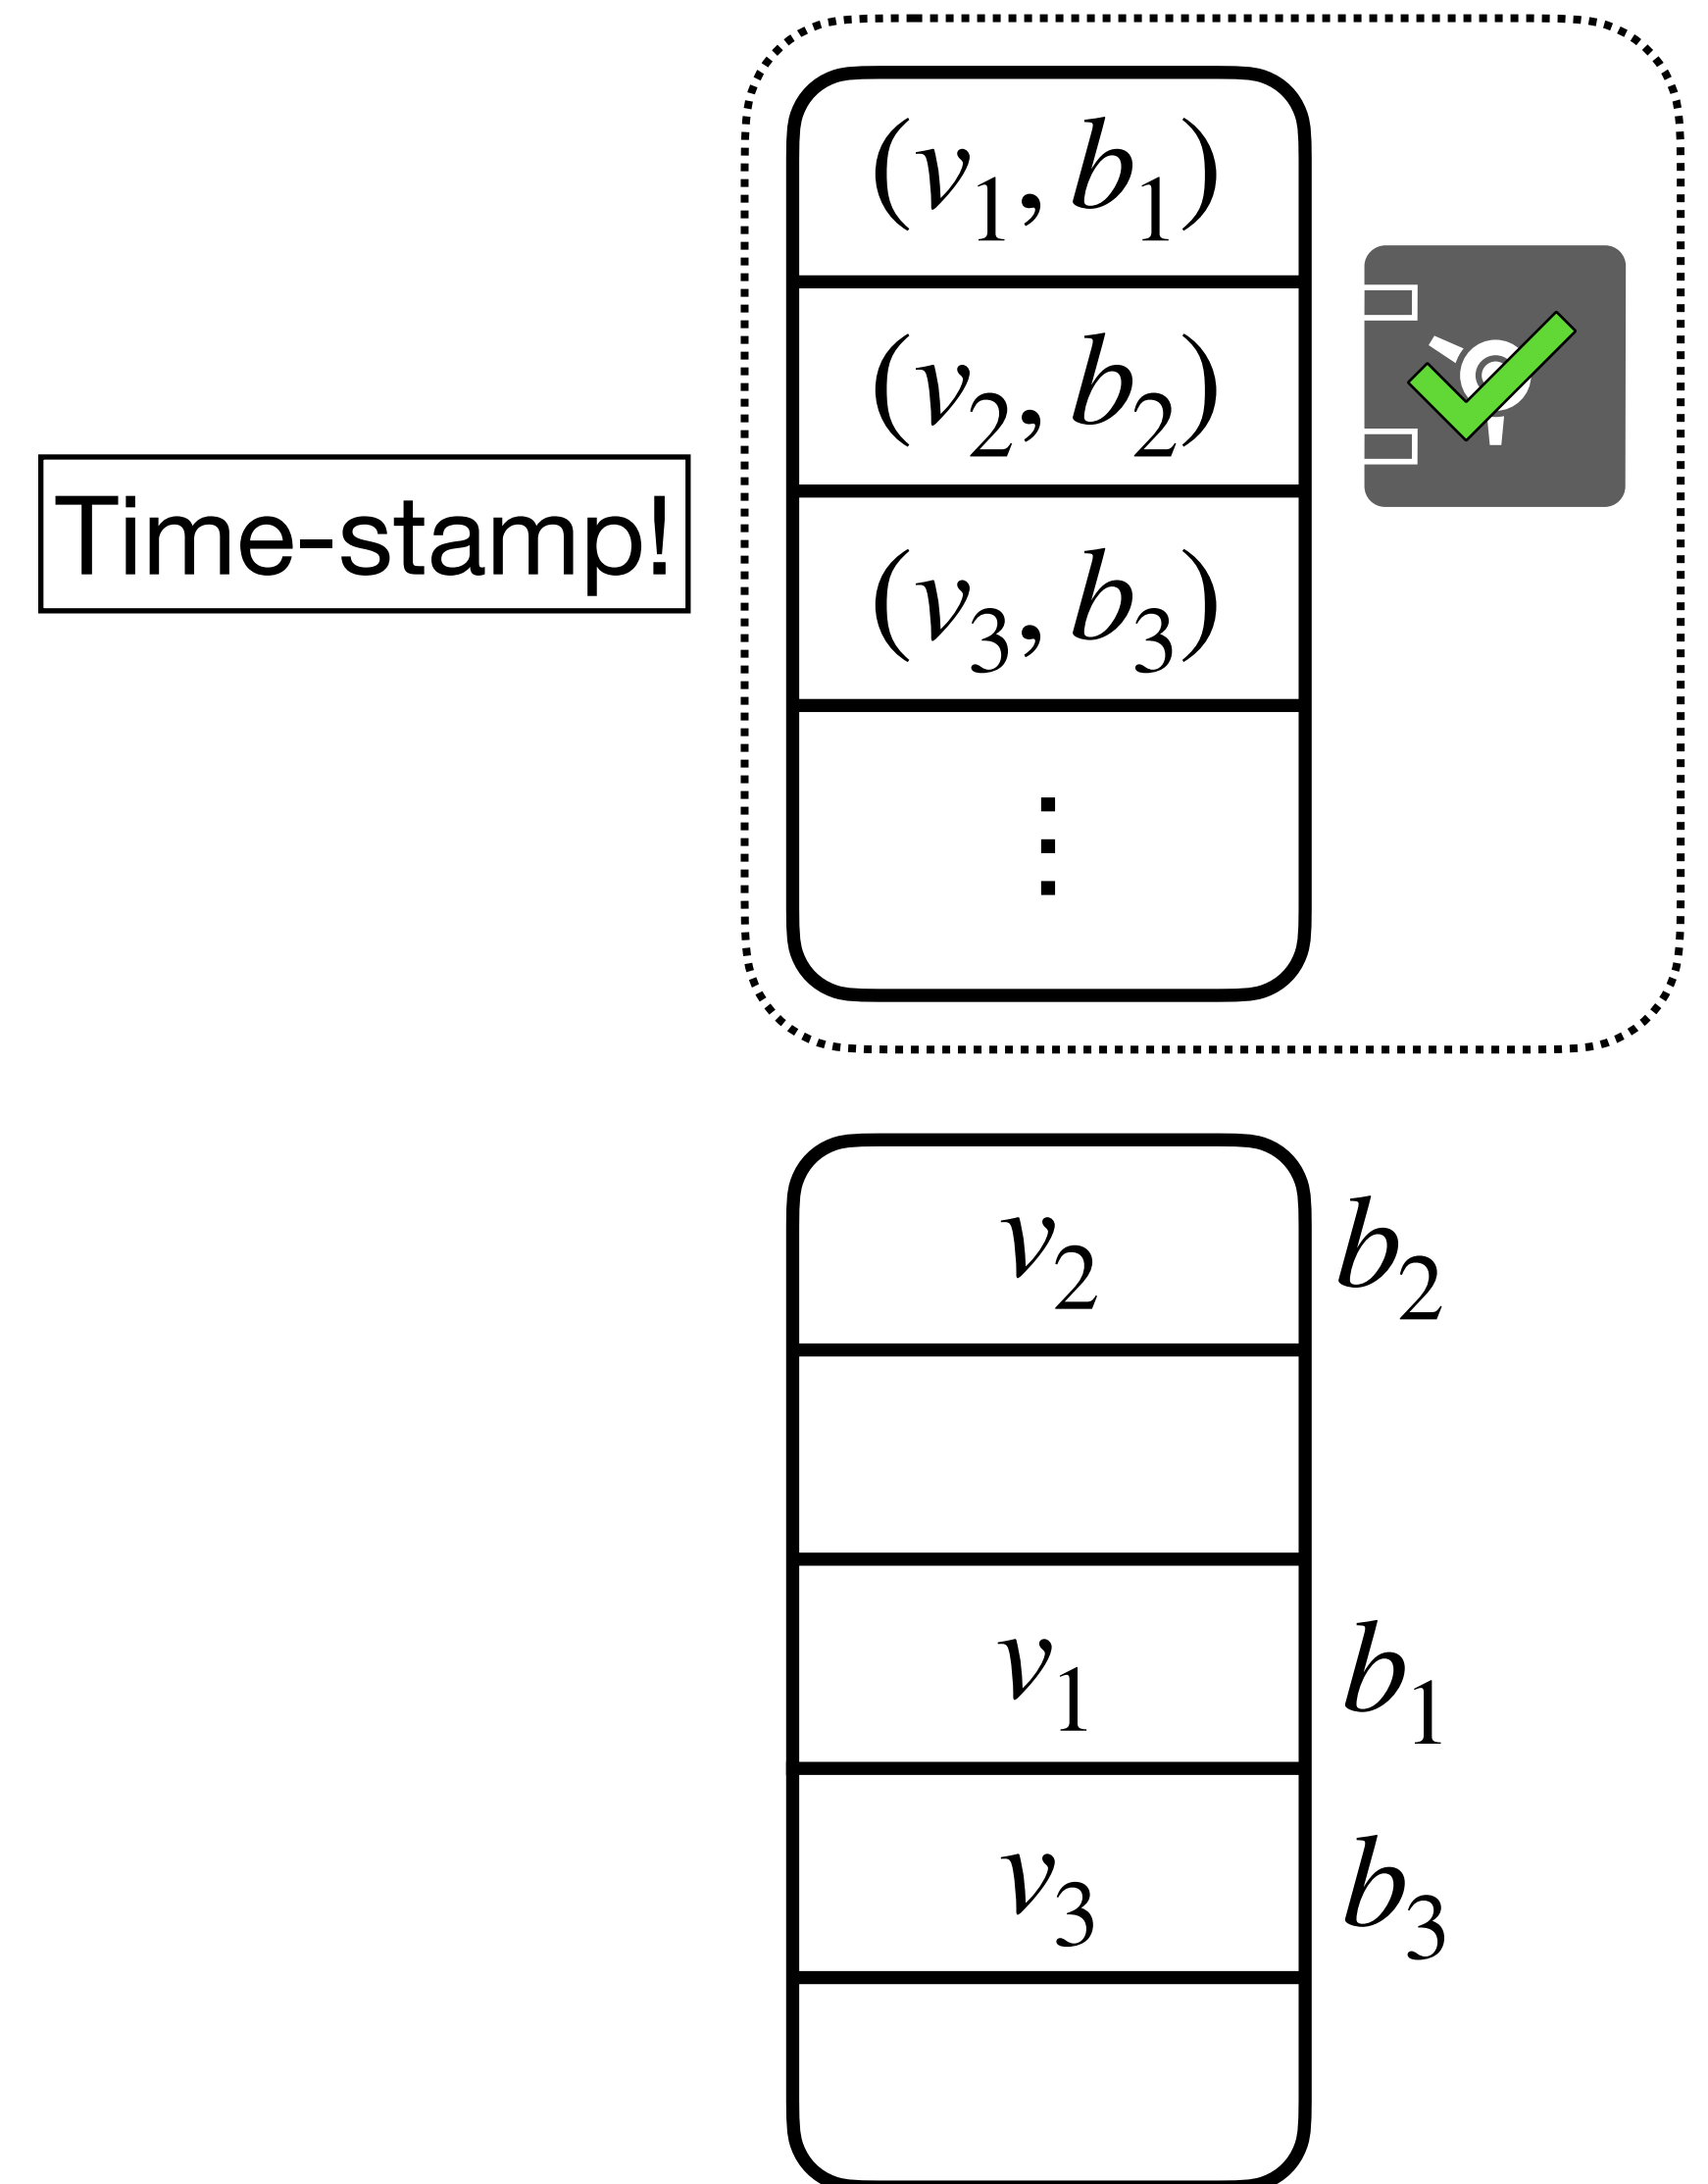 (v₁, b₁)
(v₂, b₂)
Time-stamp!
(v₃, b₃)
⋮
v₂ b₂
v₁ b₁
v₃ b₃